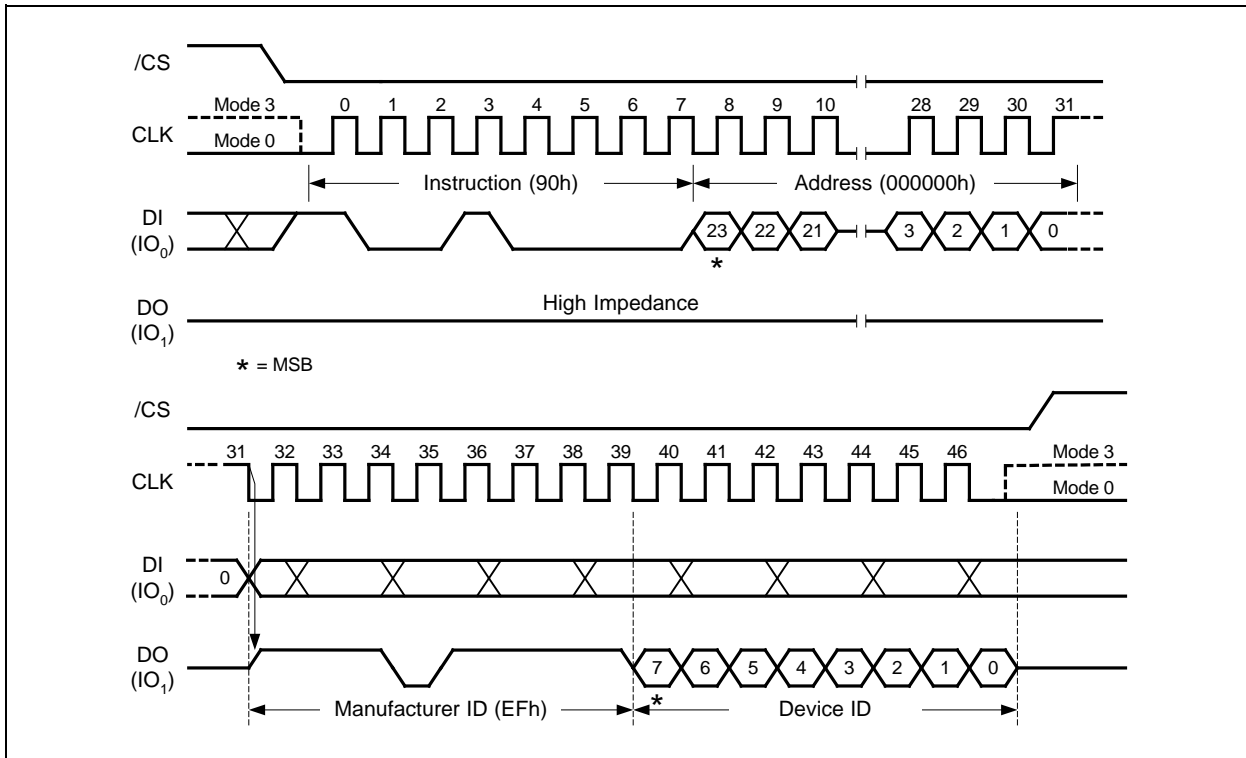 /CS
Mode 3
0 1 2 3 4 5 6 7 8 9 10 28 29 30 31
CLK
Mode 0
Instruction (90h) Address (000000h)
DI
(IO0)
23 22 21 3 2 1 0
*
High Impedance
DO
(IO1)
* = MSB
/CS
31 32 33 34 35 36 37 38 39 40 41 42 43 44 45 46 Mode 3
CLK
Mode 0
DI
(IO0)
0
DO
(IO1)
7 6 5 4 3 2 1 0
*
Manufacturer ID (EFh) Device ID